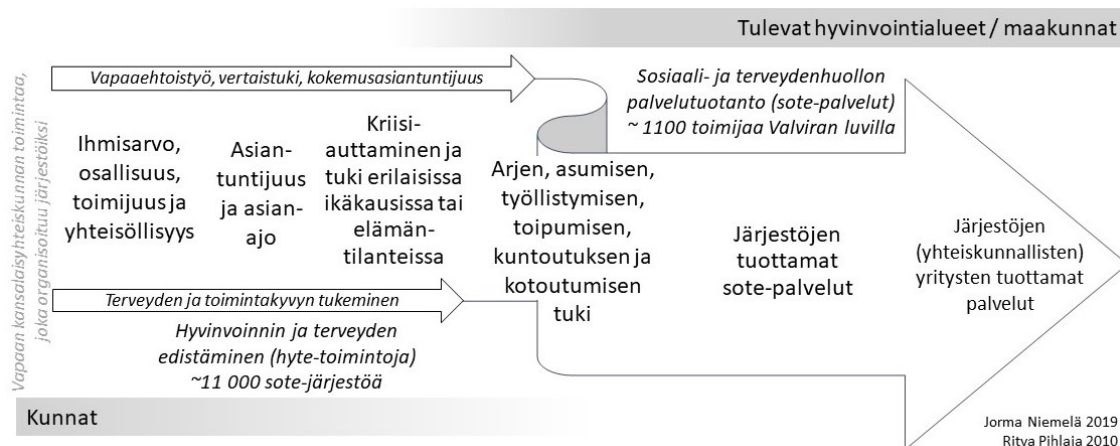 Tulevat hyvinvointialueet / maakunnat
Vapaan kansalaisyhteiskunnan toimintaa,
joka organisoituu järjestöiksi
Vapaaehtoistyö, vertaistuki, kokemusasiantuntijuus
Sosiaali- ja terveydenhuollon
palvelutuotanto (sote-palvelut)
~ 1100 toimijaa Valviran luvilla
Ihmisarvo,
osallisuus,
toimijuus ja
yhteisöllisyys
Asian-
tuntijuus
ja asian-
ajo
Kriisi-
auttaminen ja
tuki erilaisissa
ikäkausissa tai
elämän-
tilanteissa
Arjen, asumisen,
työllistymisen,
toipumisen,
kuntoutuksen ja
kotoutumisen
tuki
Järjestöjen
tuottamat
sote-palvelut
Järjestöjen
(yhteiskunnallisten)
yritysten tuottamat
palvelut
Terveyden ja toimintakyvyn tukeminen
Hyvinvoinnin ja terveyden
edistäminen (hyte-toimintoja)
~11 000 sote-järjestöä
Kunnat
Jorma Niemelä 2019
Ritva Pihlaja 2010